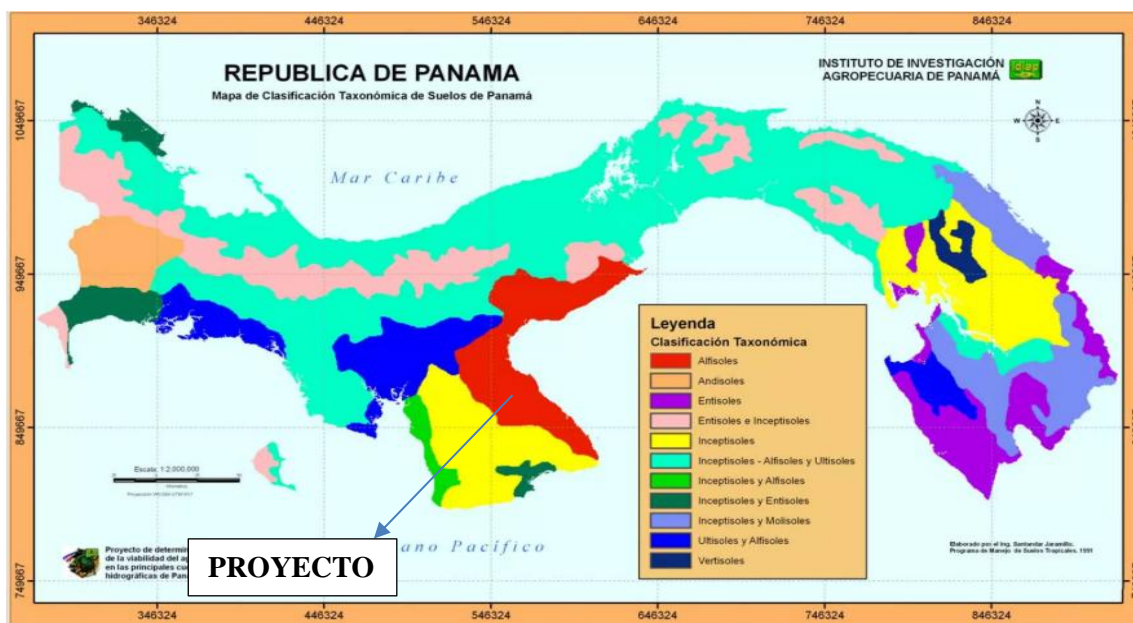 346324 446324 546324 646324 746324 846324
REPUBLICA DE PANAMA
Mapa de Clasificación Taxonómica de Suelos de Panamá
INSTITUTO DE INVESTIGACIÓN
AGROPECUARIA DE PANAMÁ
N
W E
S
1049667
1049667
Mar Caribe
949667
949667
Leyenda
Clasificación Taxonómica
Alfisoles
Andisoles
Entisoles
Entisoles e Inceptisoles
Inceptisoles
Inceptisoles - Alfisoles y Ultisoles
Inceptisoles y Alfisoles
Inceptisoles y Entisoles
Inceptisoles y Molisoles
Ultisoles y Alfisoles
Vertisoles
849667
Escala: 1:2,000,000
ano Pacífico
PROYECTO
Proyecto de determin
de la viabilidad del
en las principales
hidrográficas de
Elaborado por el Ing. Santander Jaramillo.
Programa de Manejo de Suelos Tropicales. 1991
749667
346324 446324 546324 646324 746324 846324